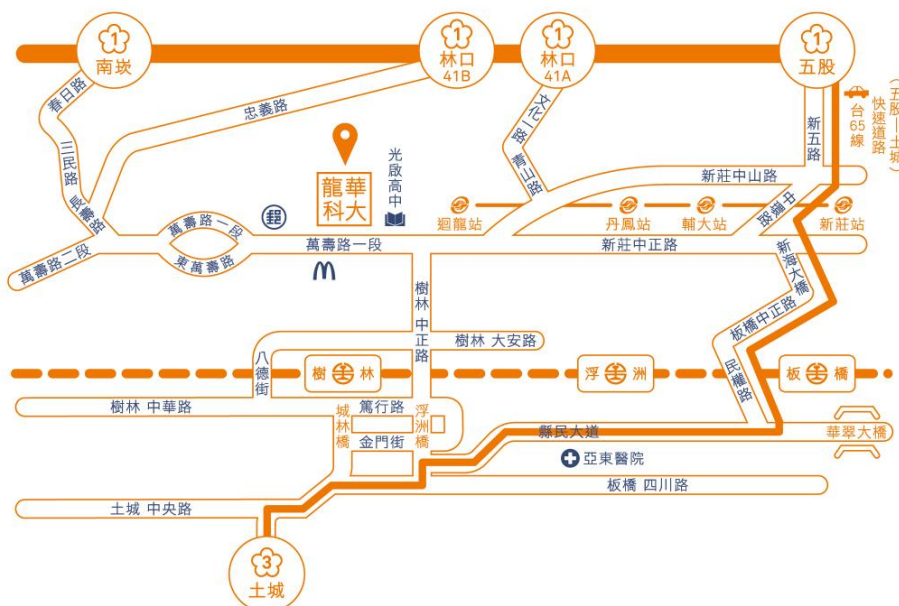 1
南崁
1
林口
41B
1
林口
41A
1
五股
春日路
忠義路
文化一路
青山路
新五路
台65線
快速道路
(五股—土城)
三民路
長壽路
龍華
科大
光啟高中
郵
新莊中山路
中環路
迴龍站
丹鳳站
輔大站
新莊站
萬壽路二段
萬壽路一段
東萬壽路
萬壽路一段
新莊中正路
新海大橋
樹林 中正路
板橋中正路
八德街
樹林 大安路
民權路
樹林
浮洲
板橋
樹林 中華路
篤行路
城林橋
浮洲橋
金門街
縣民大道
華翠大橋
亞東醫院
板橋 四川路
土城 中央路
3
土城